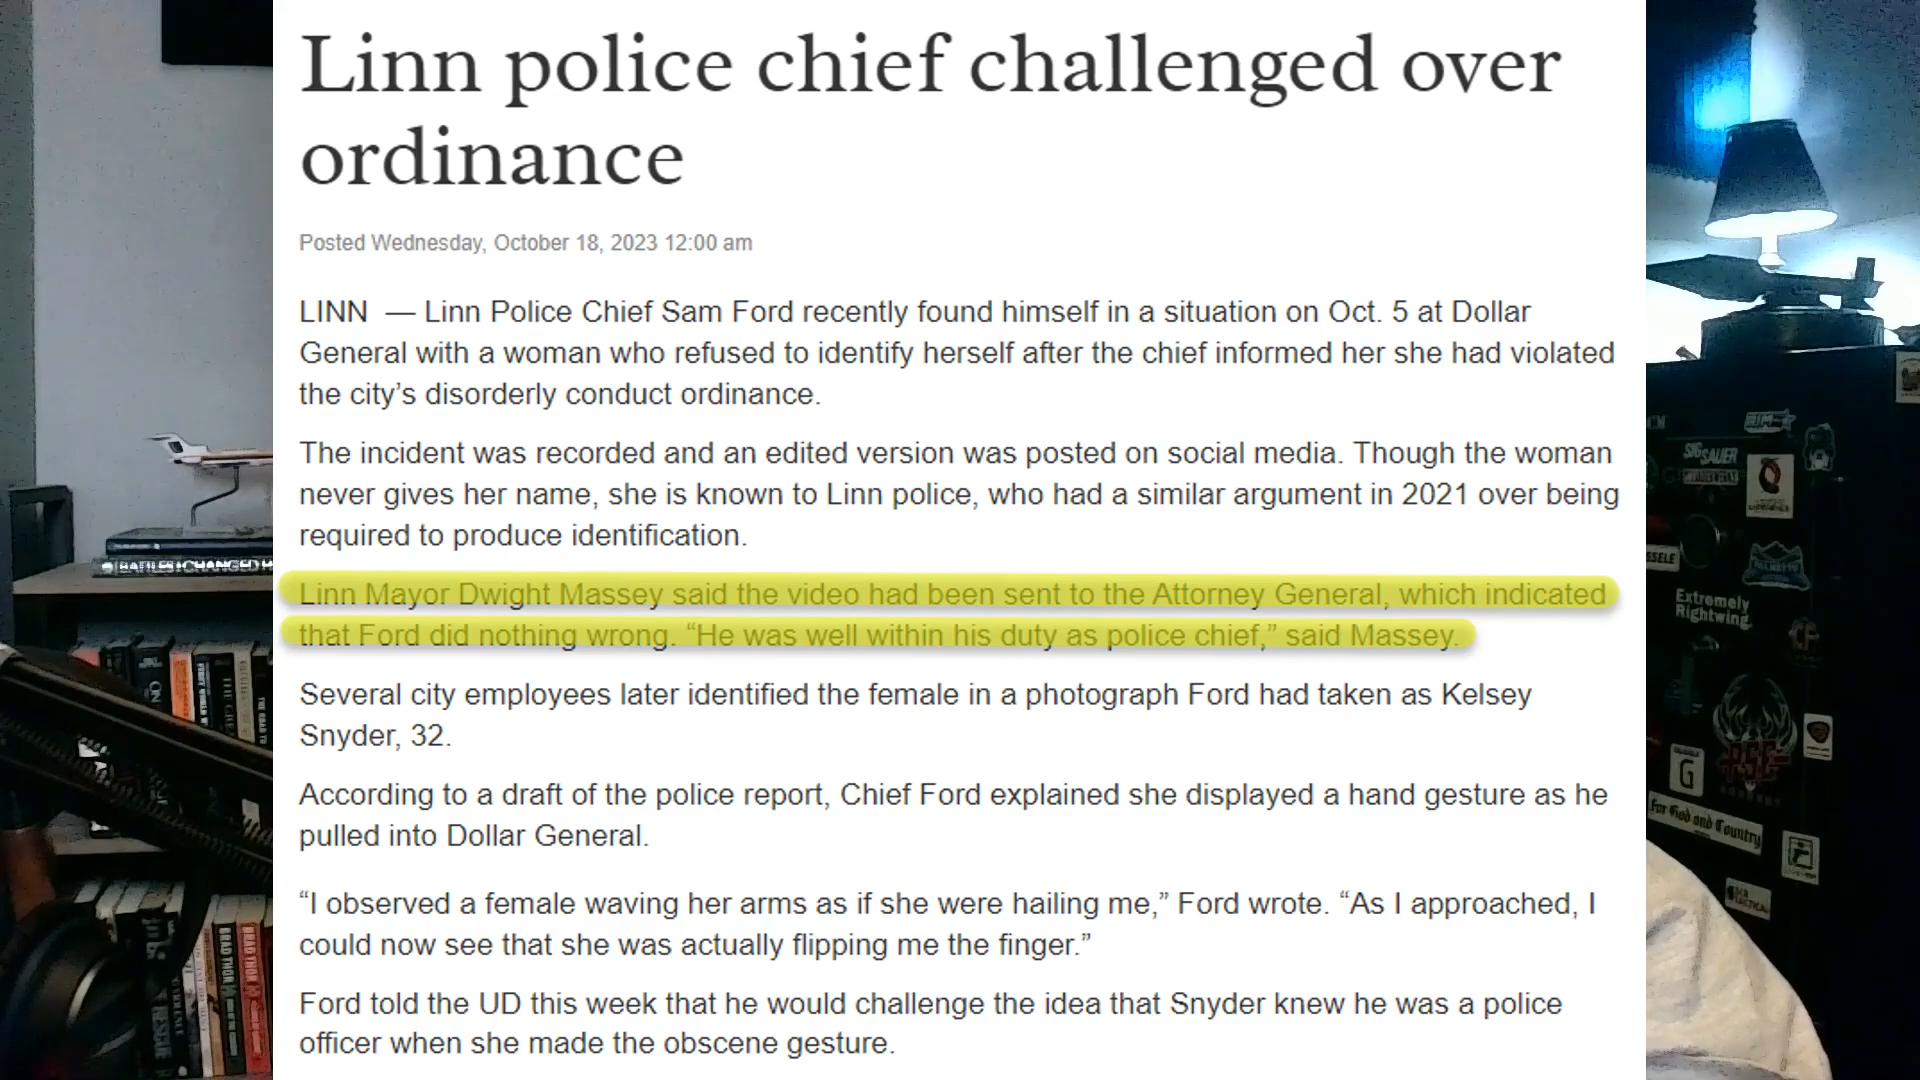 Linn police chief challenged over
ordinance
Posted Wednesday, October 18, 2023 12:00 am
LINN — Linn Police Chief Sam Ford recently found himself in a situation on Oct. 5 at Dollar
General with a woman who refused to identify herself after the chief informed her she had violated
the city’s disorderly conduct ordinance.
The incident was recorded and an edited version was posted on social media. Though the woman
never gives her name, she is known to Linn police, who had a similar argument in 2021 over being
required to produce identification.
Linn Mayor Dwight Massey said the video had been sent to the Attorney General, which indicated
that Ford did nothing wrong. “He was well within his duty as police chief,” said Massey.
Several city employees later identified the female in a photograph Ford had taken as Kelsey
Snyder, 32.
According to a draft of the police report, Chief Ford explained she displayed a hand gesture as he
pulled into Dollar General.
“I observed a female waving her arms as if she were hailing me,” Ford wrote. “As I approached, I
could now see that she was actually flipping me the finger.”
Ford told the UD this week that he would challenge the idea that Snyder knew he was a police
officer when she made the obscene gesture.
BATTLES CHANGED H
BRAD THOR
BRAD THOR
SIG SAUER
Extremely
Rightwing
CF
PSE
G
For God and Country